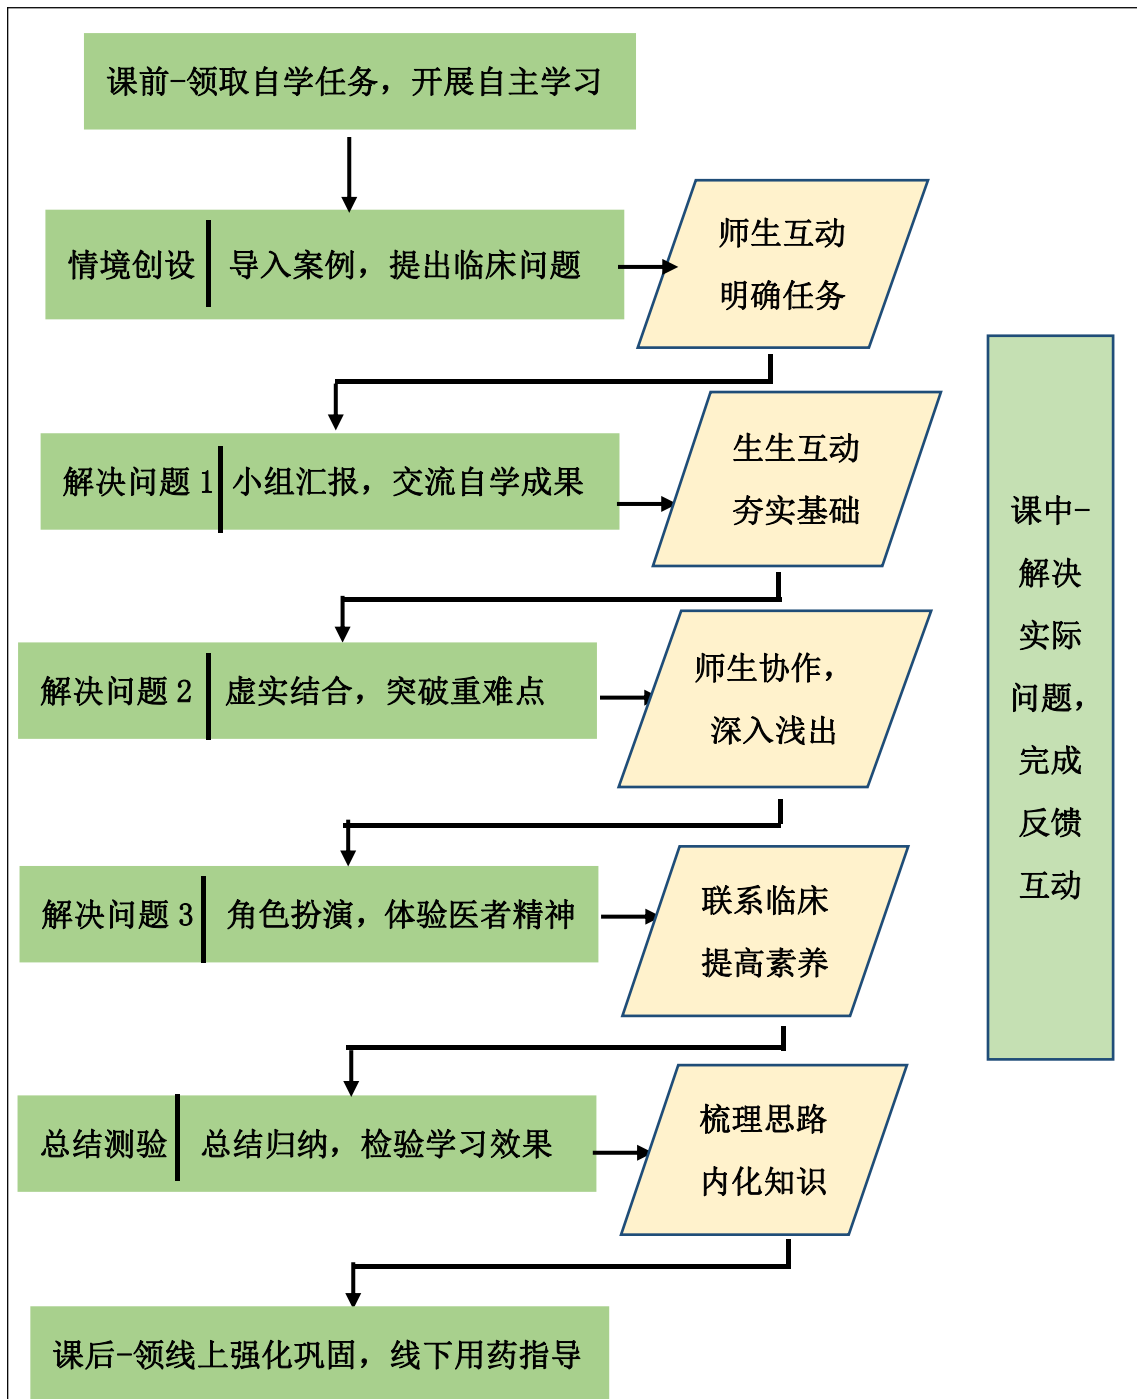 课前-领取自学任务，开展自主学习
情境创设 导入案例，提出临床问题
师生互动
明确任务
解决问题 1 小组汇报，交流自学成果
生生互动
夯实基础
解决问题 2 虚实结合，突破重难点
师生协作，
深入浅出
解决问题 3 角色扮演，体验医者精神
联系临床
提高素养
总结测验 总结归纳，检验学习效果
梳理思路
内化知识
课后-领线上强化巩固，线下用药指导
课中-
解决
实际
问题，
完成
反馈
互动